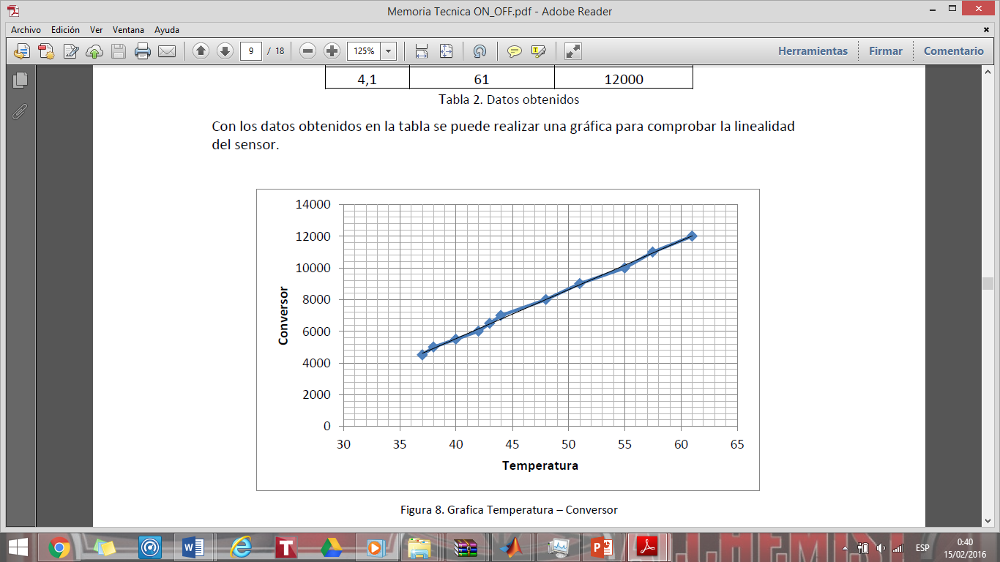 Memoria Tecnica ON_OFF.pdf - Adobe Reader
Archivo Edición Ver Ventana Ayuda
9 / 18 125% Herramientas Firmar Comentario
4,1 61 12000
Tabla 2. Datos obtenidos
Con los datos obtenidos en la tabla se puede realizar una gráfica para comprobar la linealidad
del sensor.
14000
12000
10000
8000
6000
4000
2000
0
Conversor
30 35 40 45 50 55 60 65
Temperatura
Figura 8. Grafica Temperatura – Conversor
ESP
0:40
15/02/2016